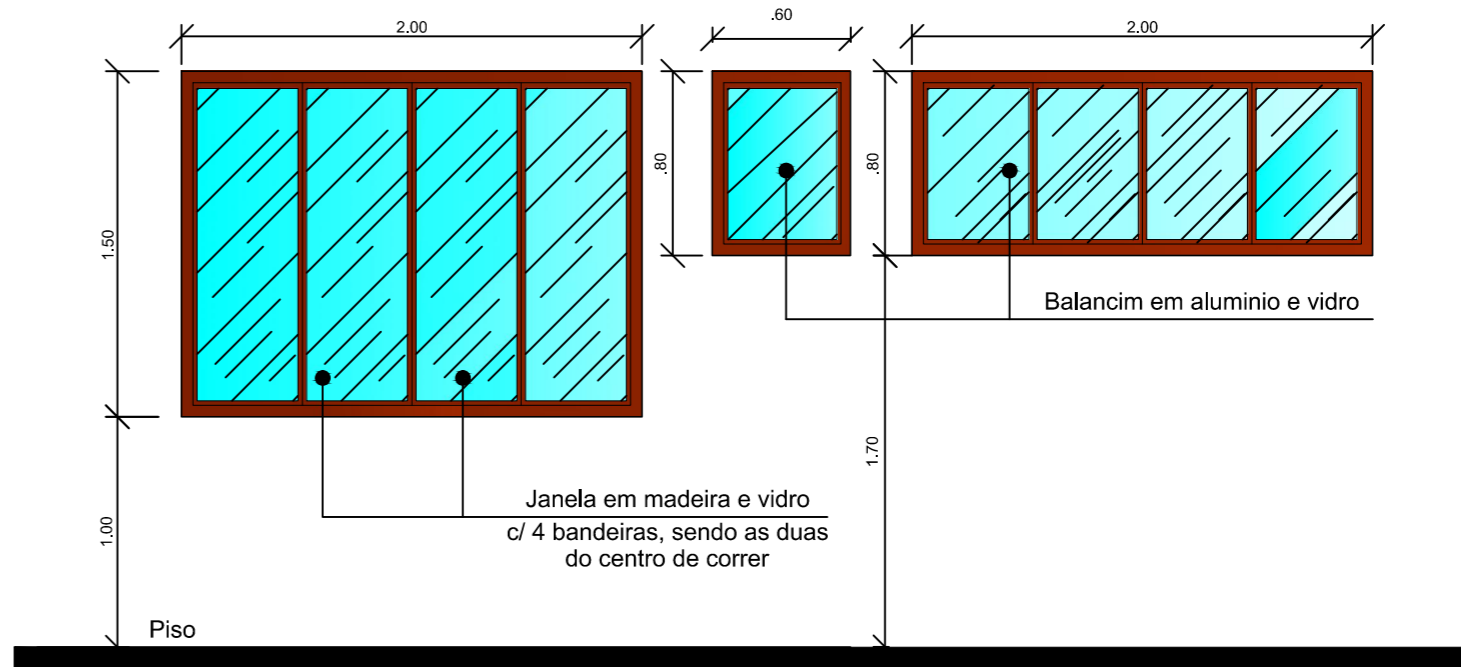 2.00
.60
2.00
1.50
.80
.80
Balancim em aluminio e vidro
1.70
Janela em madeira e vidro
c/ 4 bandeiras, sendo as duas
do centro de correr
1.00
Piso